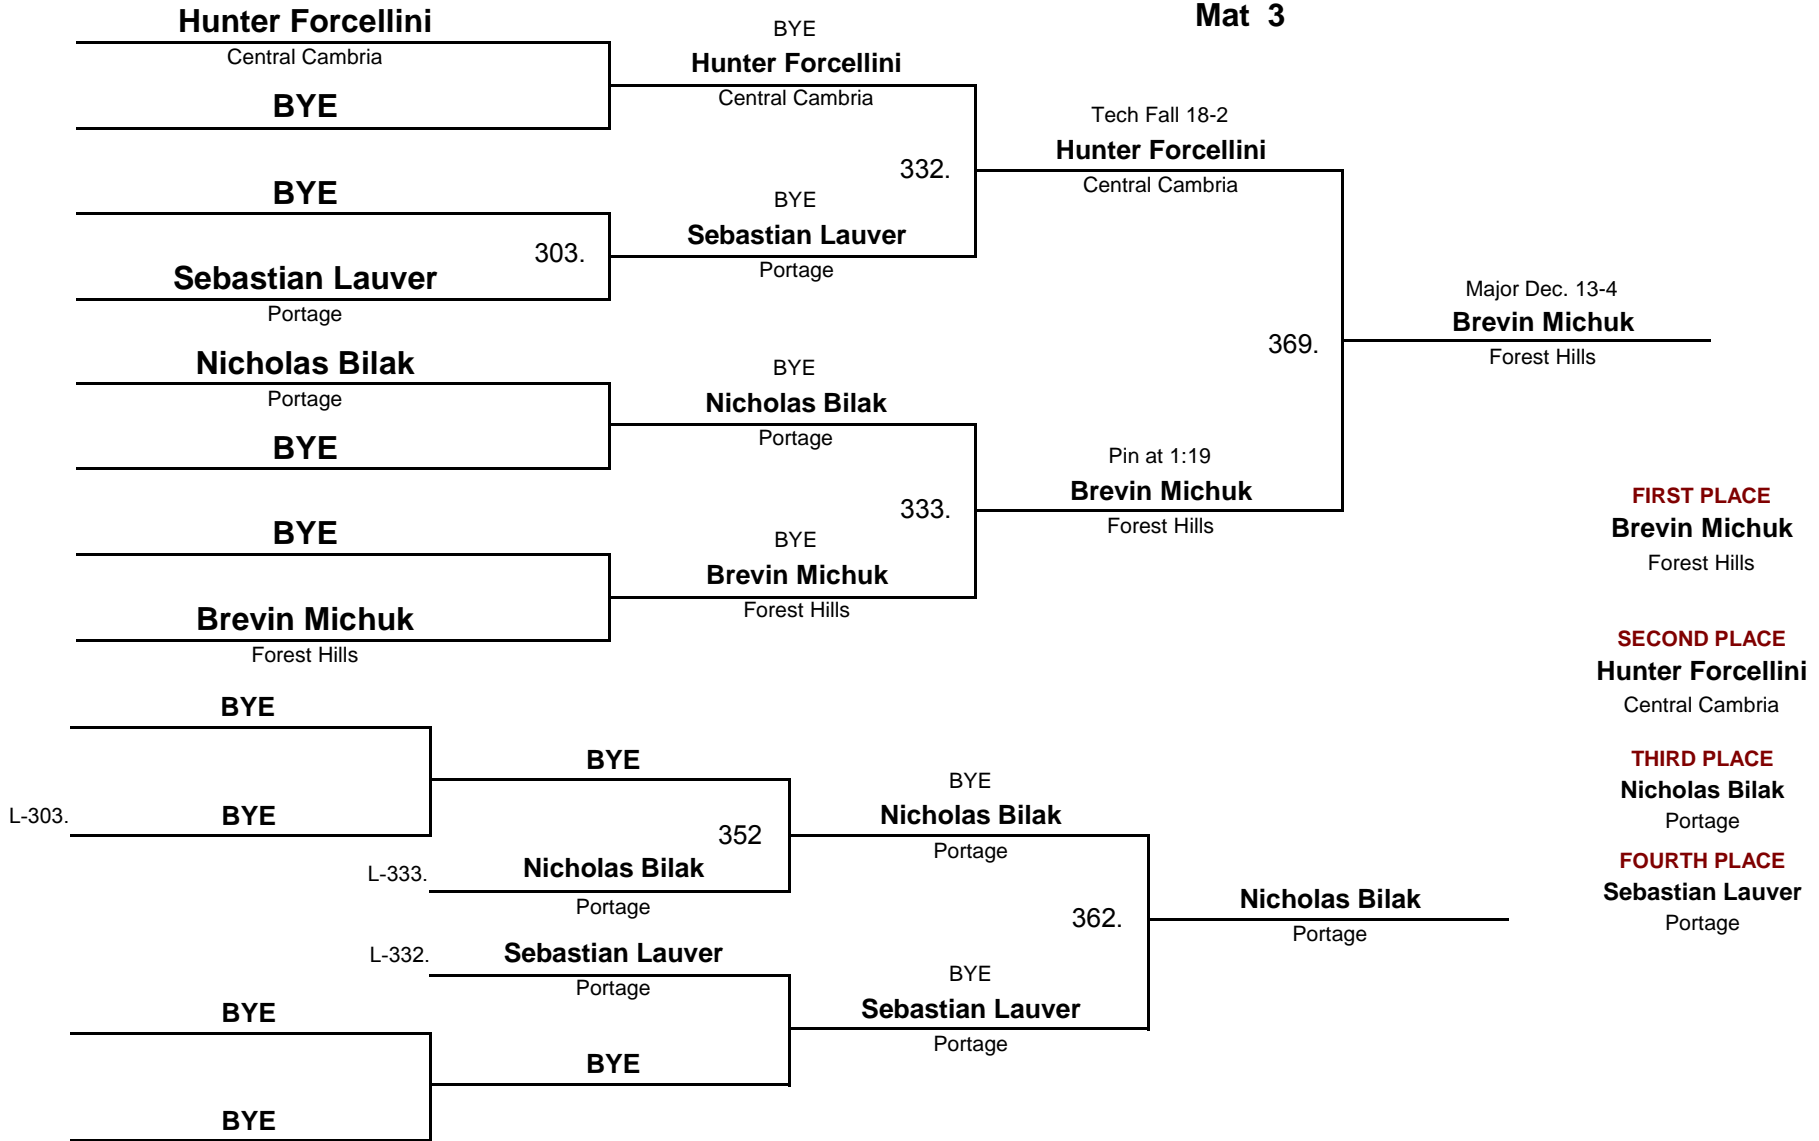 Mat 3
Hunter Forcellini
Central Cambria
BYE
BYE
Sebastian Lauver
Portage
303.
Nicholas Bilak
Portage
BYE
BYE
Brevin Michuk
Forest Hills
BYE
Hunter Forcellini
Central Cambria
332.
BYE
Sebastian Lauver
Portage
BYE
Nicholas Bilak
Portage
333.
BYE
Brevin Michuk
Forest Hills
Tech Fall 18-2
Hunter Forcellini
Central Cambria
369.
Pin at 1:19
Brevin Michuk
Forest Hills
Major Dec. 13-4
Brevin Michuk
Forest Hills
FIRST PLACE
Brevin Michuk
Forest Hills
SECOND PLACE
Hunter Forcellini
Central Cambria
THIRD PLACE
Nicholas Bilak
Portage
FOURTH PLACE
Sebastian Lauver
Portage
BYE
L-303.
BYE
BYE
352
L-333.
Nicholas Bilak
Portage
L-332.
Sebastian Lauver
Portage
BYE
BYE
BYE
BYE
Nicholas Bilak
Portage
362.
BYE
Sebastian Lauver
Portage
Nicholas Bilak
Portage